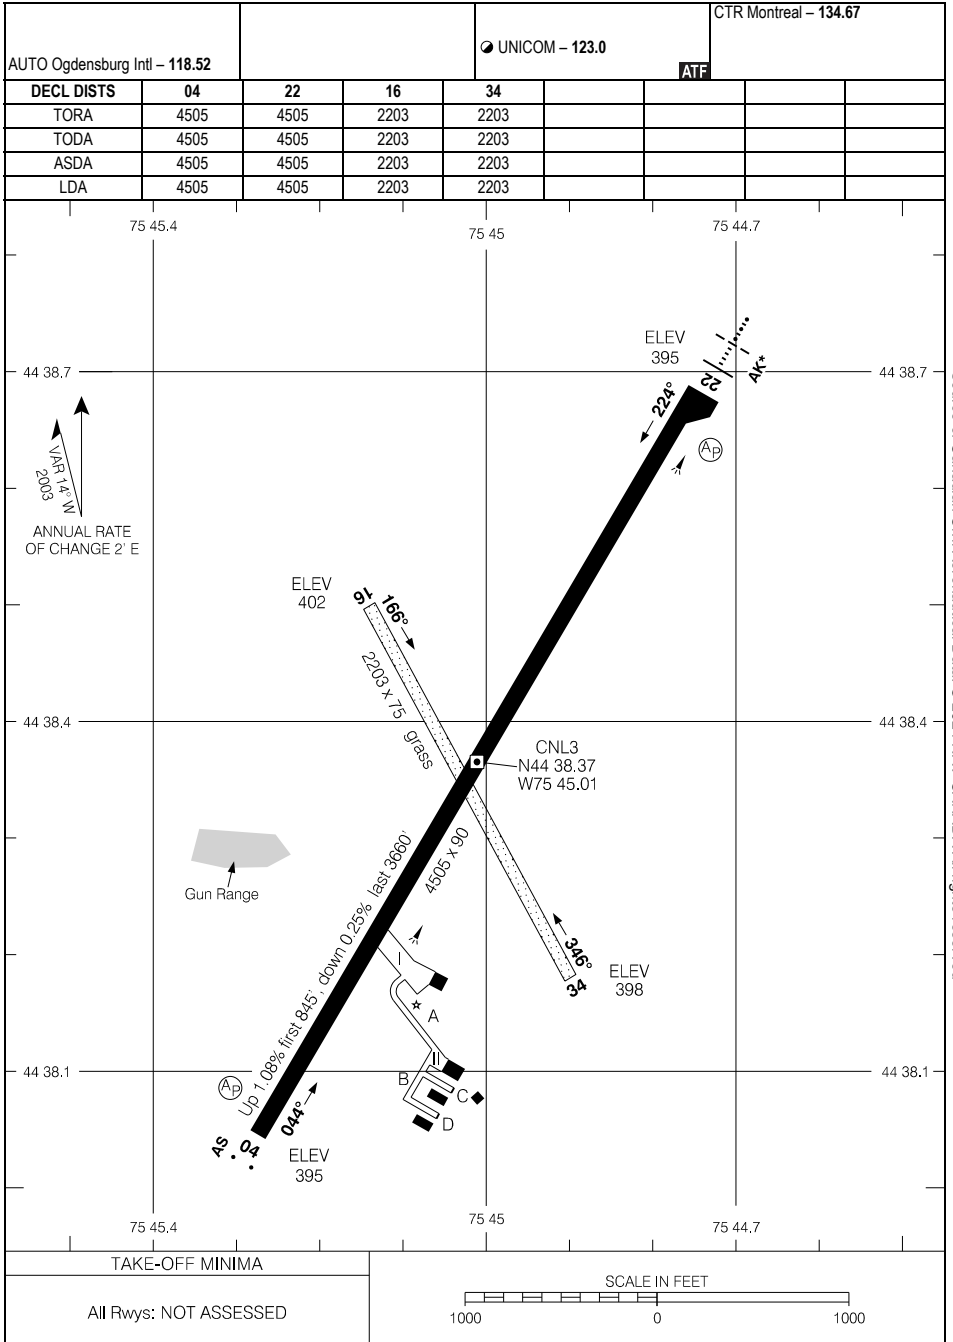 CTR Montreal – 134.67
UNICOM – 123.0
AUTO Ogdensburg Intl – 118.52
ATF
DECL DISTS 04 22 16 34
TORA 4505 4505 2203 2203
TODA 4505 4505 2203 2203
ASDA 4505 4505 2203 2203
LDA 4505 4505 2203 2203
75 45.4
75 45
75 44.7
ELEV
395
44 38.7
44 38.7
22
AK*
224°
AP
VAR 14° W
2003
ANNUAL RATE
OF CHANGE 2' E
ELEV
402
16
166°
2203 x 75 grass
44 38.4
44 38.4
CNL3
N44 38.37
W75 45.01
4505 x 90
Gun Range
Up 1.08% first 845', down 0.25% last 3660'
I
346°
34
ELEV
398
A
II
B
C
D
44 38.1
44 38.1
AP
044°
AS
04
ELEV
395
75 45.4
75 45
75 44.7
TAKE-OFF MINIMA
All Rwys: NOT ASSESSED
SCALE IN FEET
1000 0 1000